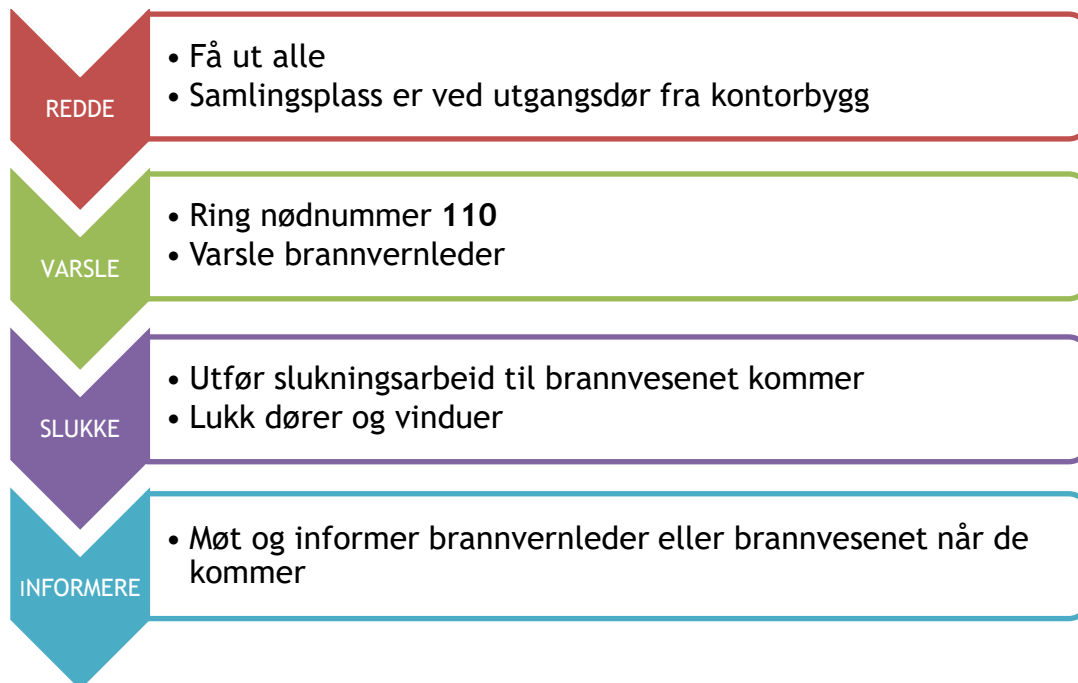 REDDE
• Få ut alle
• Samlingsplass er ved utgangsdør fra kontorbygg
VARSLE
• Ring nødnummer 110
• Varsle brannvernleder
SLUKKE
• Utfør slukningsarbeid til brannvesenet kommer
• Lukk dører og vinduer
INFORMERE
• Møt og informer brannvernleder eller brannvesenet når de
kommer